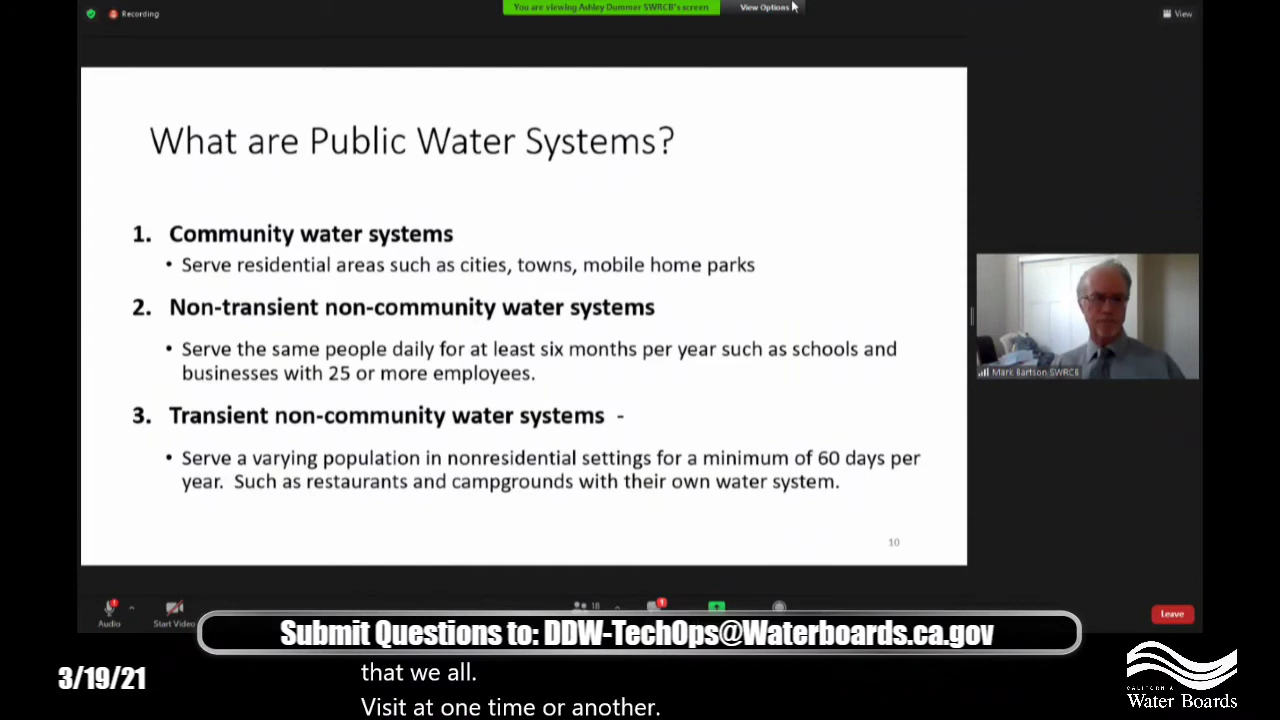 Recording
You are viewing Ashley Dummer SWRCB's screen
View Options
View
What are Public Water Systems?
1. Community water systems
• Serve residential areas such as cities, towns, mobile home parks
2. Non-transient non-community water systems
• Serve the same people daily for at least six months per year such as schools and
businesses with 25 or more employees.
3. Transient non-community water systems -
• Serve a varying population in nonresidential settings for a minimum of 60 days per
year. Such as restaurants and campgrounds with their own water system.
10
Mark Bartson SWRCB
1
18
1
Audio
Start Video
Leave
Submit Questions to: DDW-TechOps@Waterboards.ca.gov
3/19/21
that we all.
Visit at one time or another.
CALIFORNIA
Water Boards